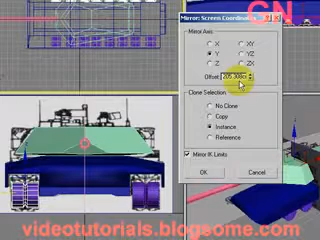 CN
Mirror: Screen Coordinates
Mirror Axis
X XY
Y YZ
Z ZX
Offset:
Clone Selection:
No Clone
Copy
Instance
Reference
Mirror IK Limits
OK Cancel
videotutorials.blogsome.com